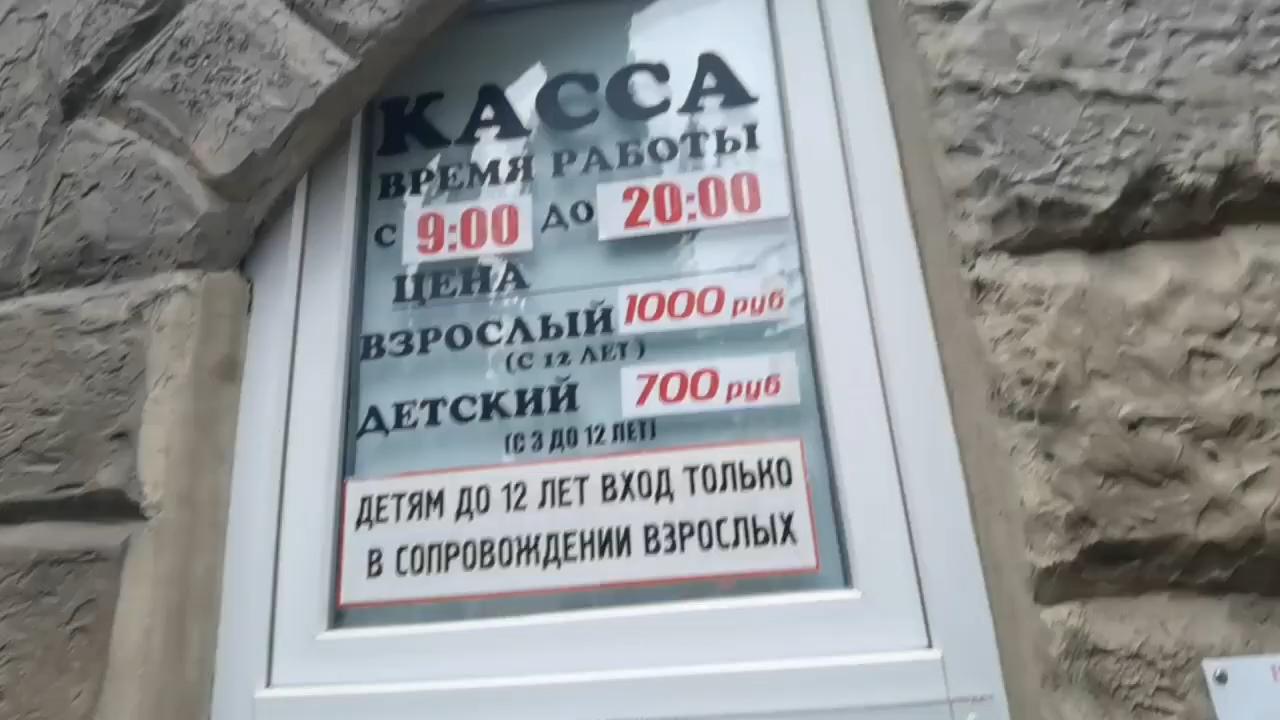 КАССА
ВРЕМЯ РАБОТЫ
С 9:00 ДО 20:00
ЦЕНА
ВЗРОСЛЫЙ 1000 руб
(С 12 ЛЕТ)
ДЕТСКИЙ 700 руб
(С 3 ДО 12 ЛЕТ)
ДЕТЯМ ДО 12 ЛЕТ ВХОД ТОЛЬКО
В СОПРОВОЖДЕНИИ ВЗРОСЛЫХ